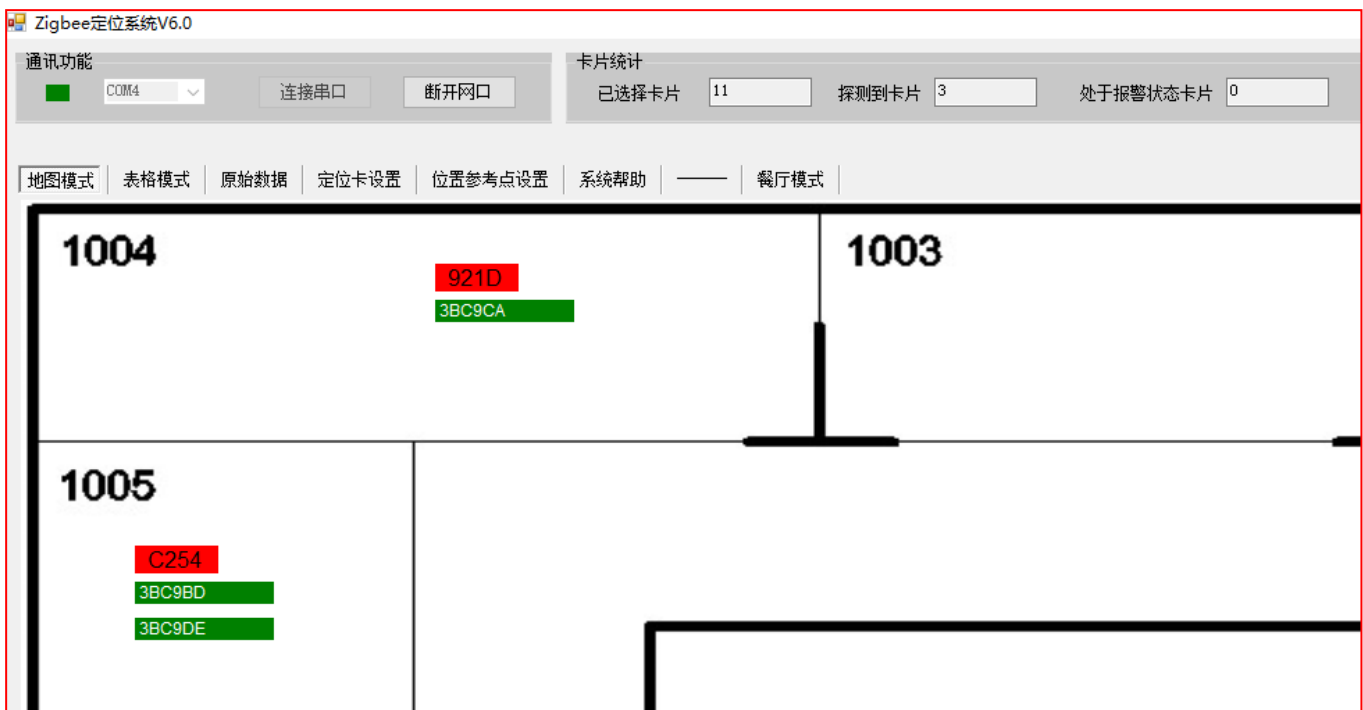 Zigbee定位系统V6.0
通讯功能
COM4 连接串口 断开网口
卡片统计
已选择卡片 11 探测到卡片 3 处于报警状态卡片 0
地图模式 表格模式 原始数据 定位卡设置 位置参考点设置 系统帮助 ——— 餐厅模式
1004
921D
3BC9CA
1003
1005
C254
3BC9BD
3BC9DE